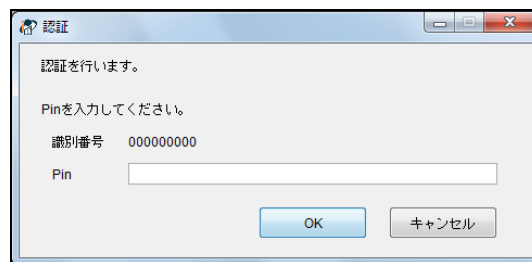 認証
認証を行います。
Pinを入力してください。
識別番号 000000000
Pin
OK キャンセル